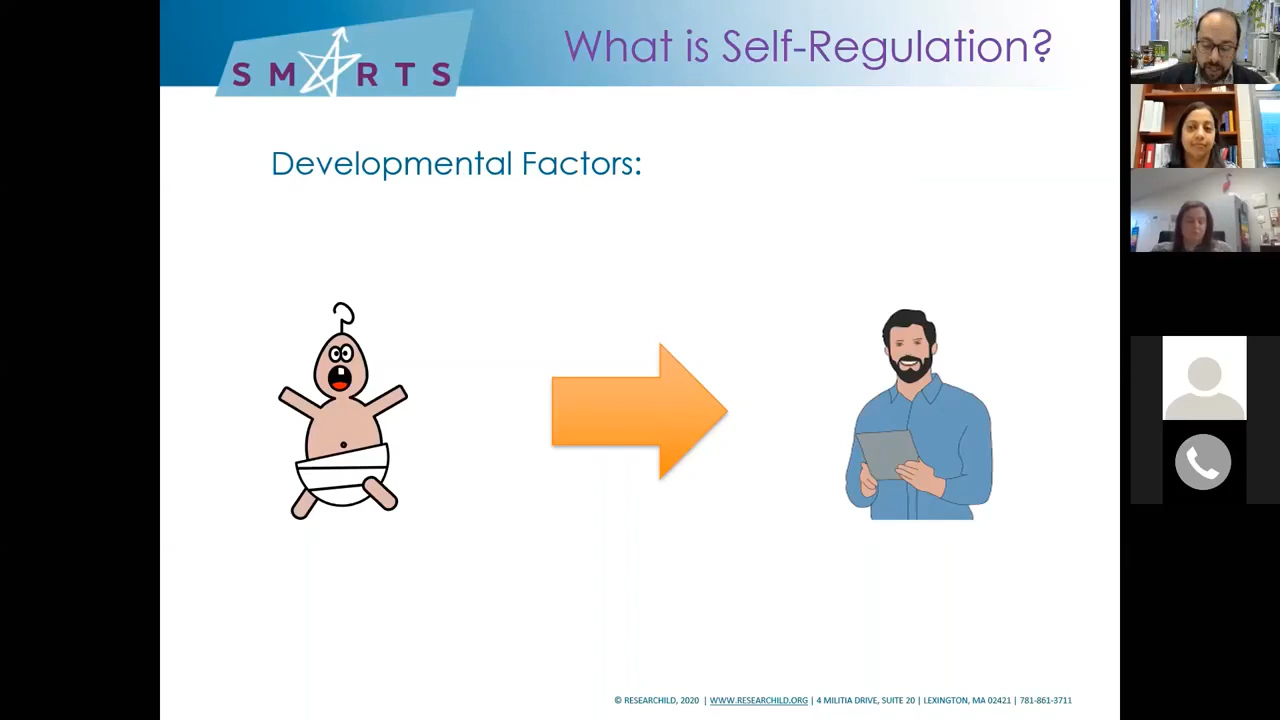 SMARTS
What is Self-Regulation?
Developmental Factors:
© RESEARCHILD, 2020 | WWW.RESEARCHILD.ORG | 4 MILITIA DRIVE, SUITE 20 | LEXINGTON, MA 02421 | 781-861-3711